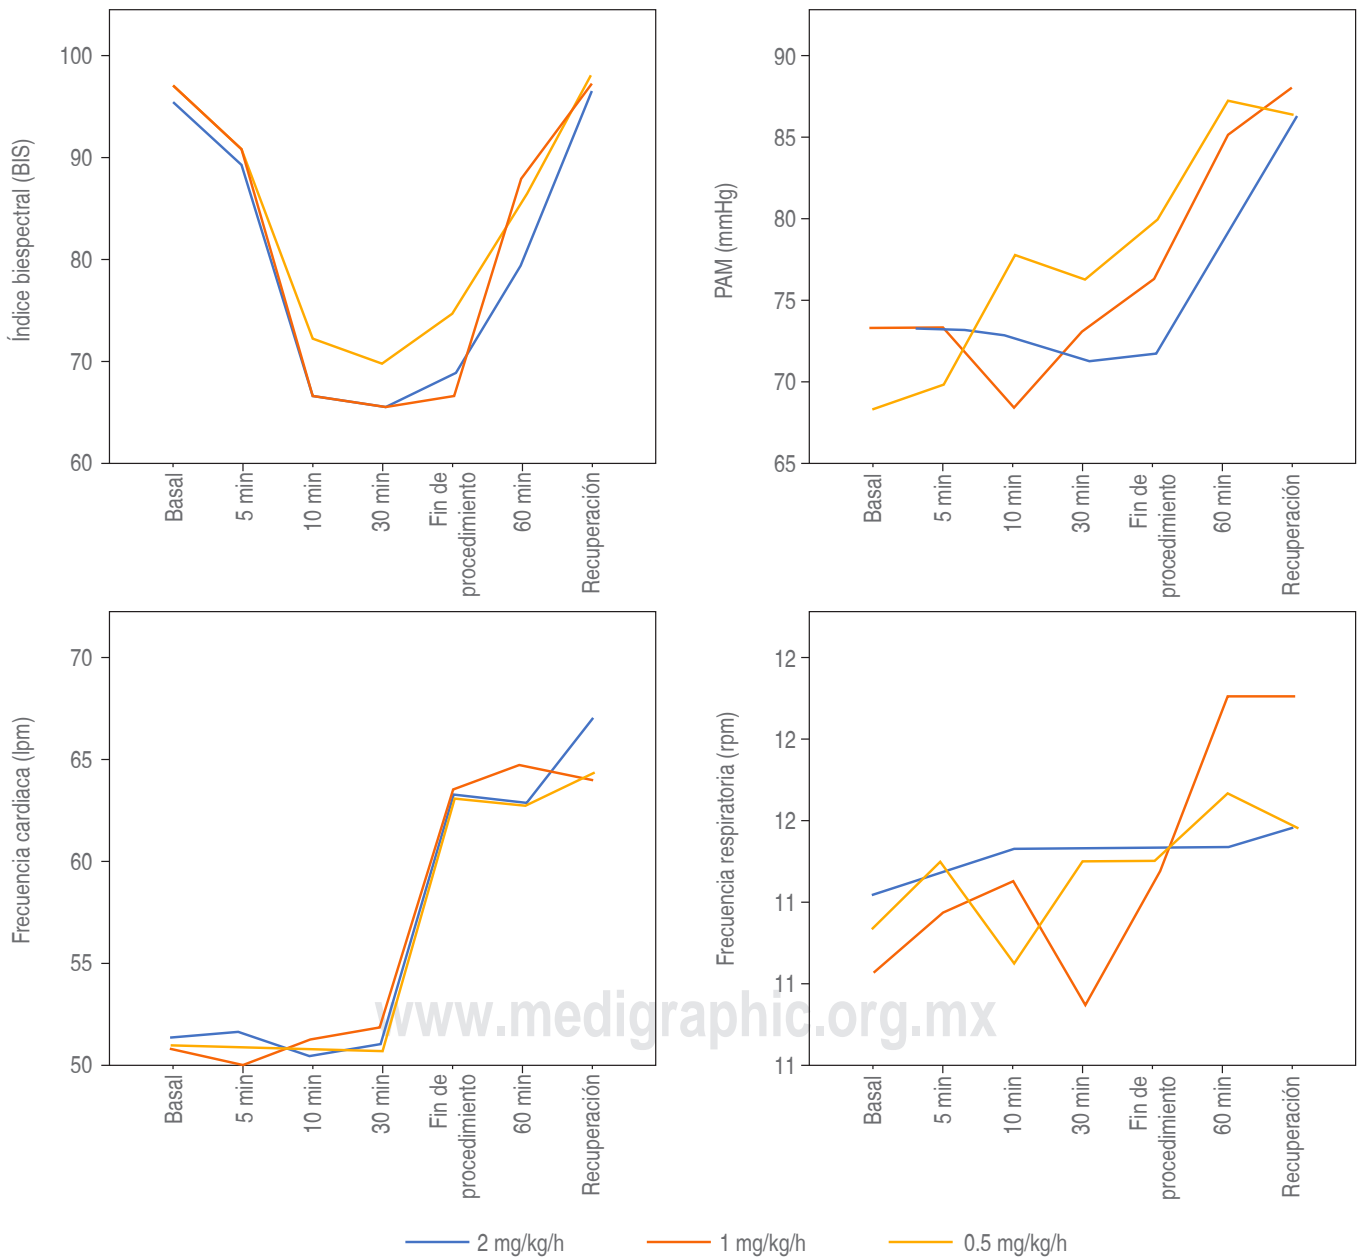 Índice biespectral (BIS)
100
90
80
70
60
Basal
5 min
10 min
30 min
Fin de
procedimiento
60 min
Recuperación
PAM (mmHg)
90
85
80
75
70
65
Basal
5 min
10 min
30 min
Fin de
procedimiento
60 min
Recuperación
Frecuencia cardiaca (lpm)
70
65
60
55
50
Basal
5 min
10 min
30 min
Fin de
procedimiento
60 min
Recuperación
Frecuencia respiratoria (rpm)
12
12
12
11
11
11
Basal
5 min
10 min
30 min
Fin de
procedimiento
60 min
Recuperación
www.medigraphic.org.mx
2 mg/kg/h
1 mg/kg/h
0.5 mg/kg/h